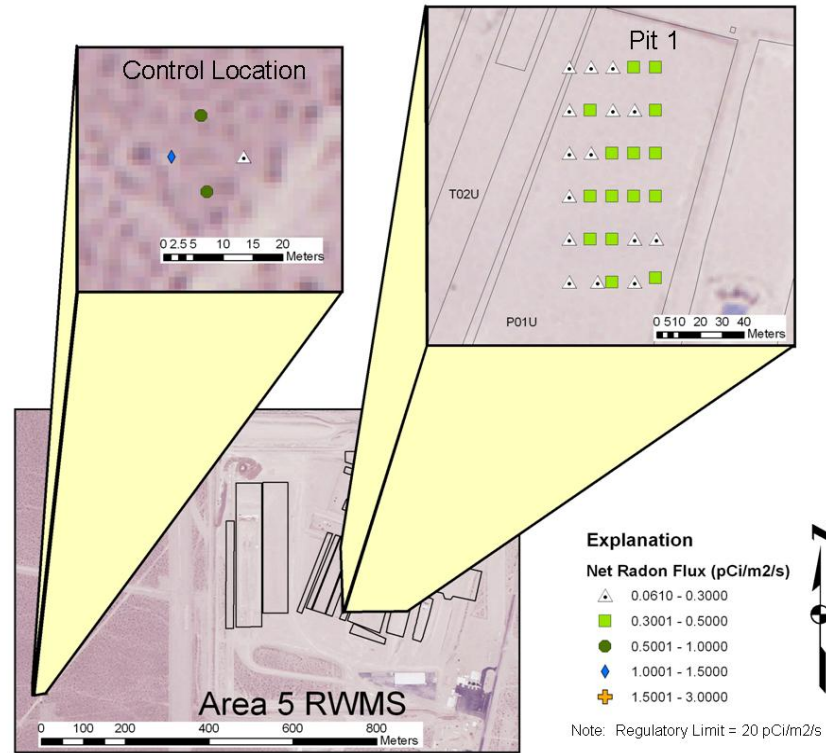 Control Location
0 2.5 5 10 15 20
Meters
Pit 1
T02U
P01U
0 5 10 20 30 40
Meters
Area 5 RWMS
0 100 200 400 600 800
Meters
Explanation
Net Radon Flux (pCi/m2/s)
0.0610 - 0.3000
0.3001 - 0.5000
0.5001 - 1.0000
1.0001 - 1.5000
1.5001 - 3.0000
Note: Regulatory Limit = 20 pCi/m2/s